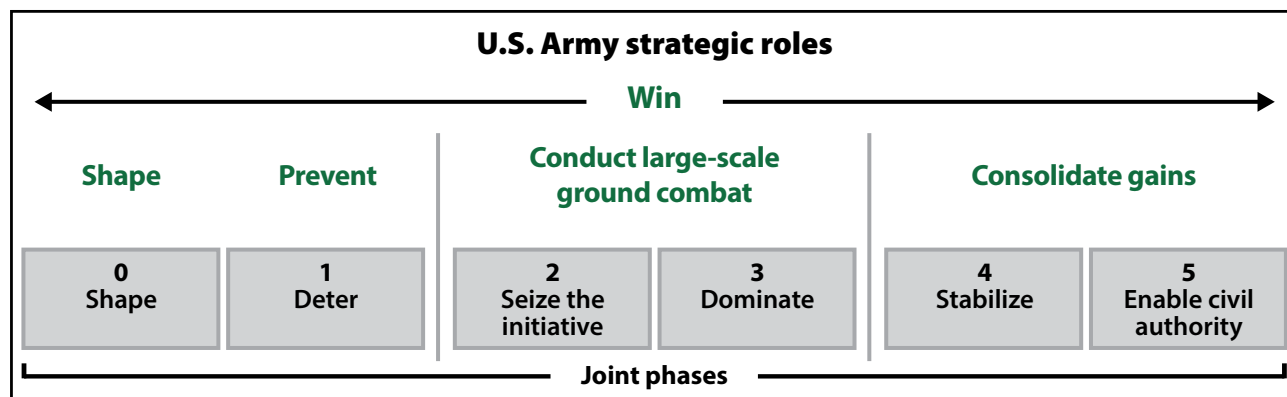 U.S. Army strategic roles
Win
Shape
Prevent
Conduct large-scale
ground combat
Consolidate gains
0
Shape
1
Deter
2
Seize the
initiative
3
Dominate
4
Stabilize
5
Enable civil
authority
Joint phases